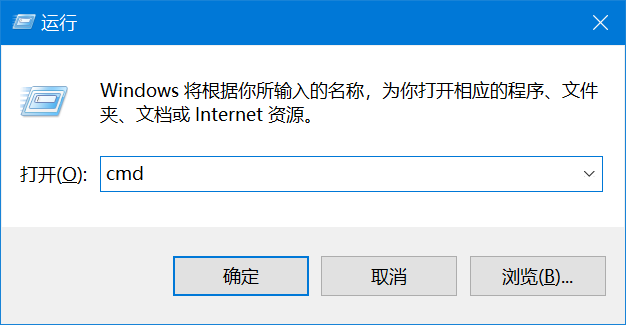 运行
Windows 将根据你所输入的名称，为你打开相应的程序、文件
夹、文档或 Internet 资源。
打开(O): cmd
确定 取消 浏览(B)...